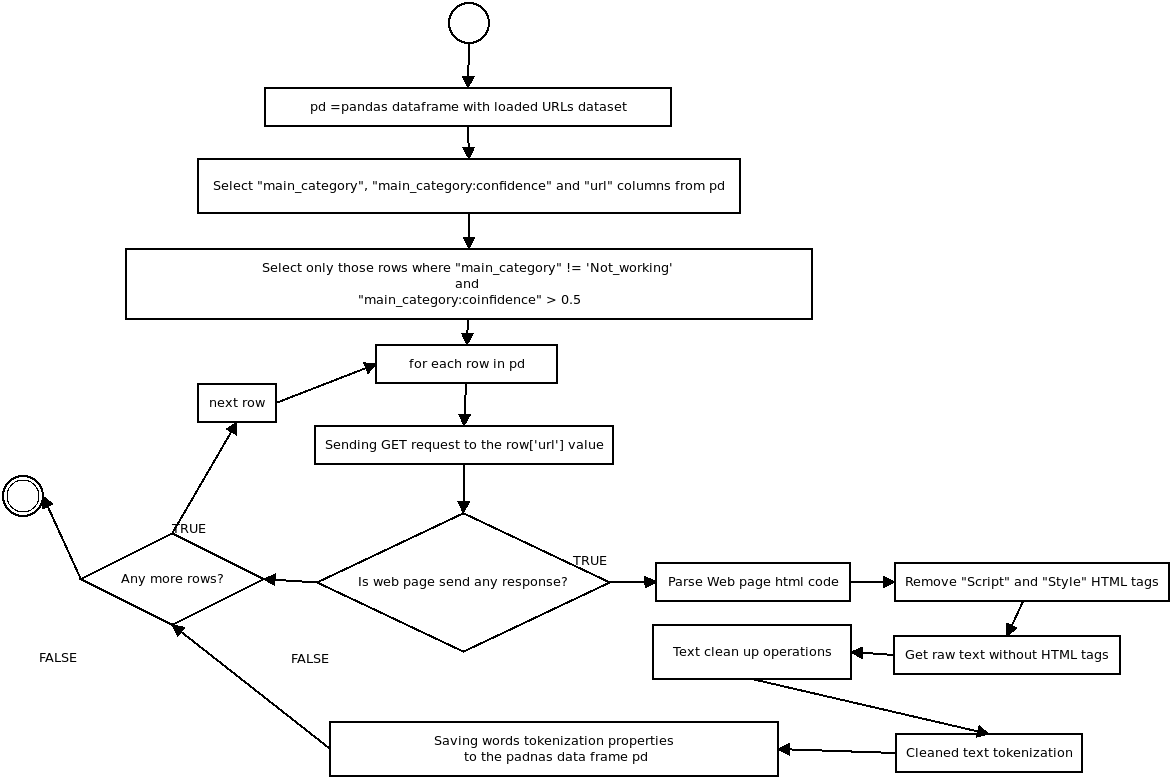 pd =pandas dataframe with loaded URLs dataset
Select "main_category", "main_category:confidence" and "url" columns from pd
Select only those rows where "main_category" != 'Not_working'
and
"main_category:coinfidence" > 0.5
for each row in pd
next row
Sending GET request to the row['url'] value
TRUE
Any more rows?
Is web page send any response?
TRUE
Parse Web page html code
Remove "Script" and "Style" HTML tags
Get raw text without HTML tags
Text clean up operations
FALSE
FALSE
Cleaned text tokenization
Saving words tokenization properties
to the padnas data frame pd